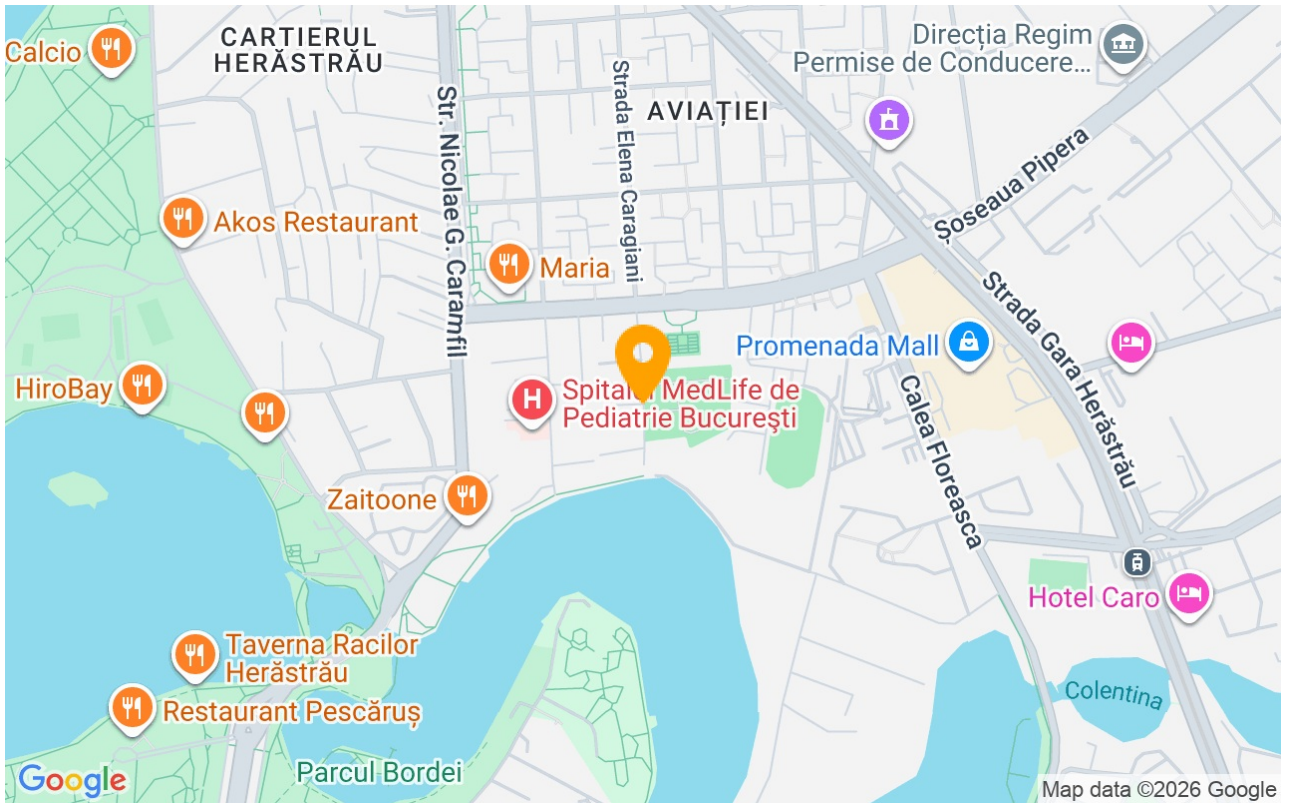 Calcio
CARTIERUL
HERĂSTRĂU
Str. Nicolae G. Caramfil
Strada Elena Caragiani
AVIAȚIEI
Direcția Regim
Permise de Conducere...
Șoseaua Pipera
Akos Restaurant
Maria
Strada Gara Herăstrău
Promenada Mall
HiroBay
H
Spitalul MedLife de
Pediatrie Bucureşti
Calea Floreasca
Zaitoone
Hotel Caro
Taverna Racilor
Herăstrău
Restaurant Pescăruș
Colentina
Parcul Bordei
Google
Map data ©2026 Google